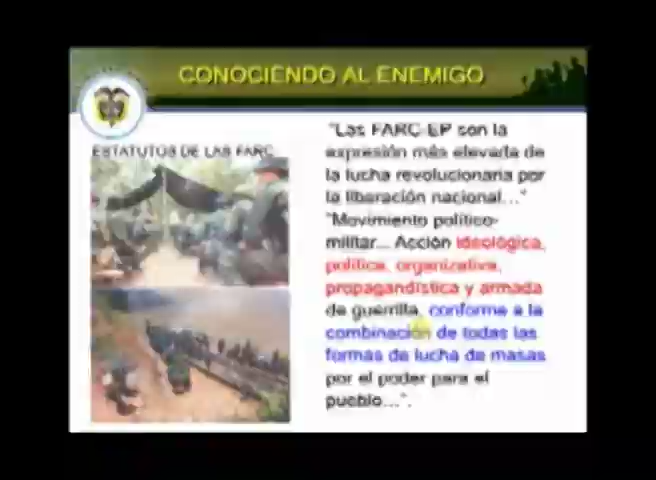 CONOCIENDO AL ENEMIGO
ESTATUTOS DE LAS FARC
"Las FARC-EP son la
expresión más elevada de
la lucha revolucionaria por
la liberación nacional..."
"Movimiento político-
militar... Acción ideológica,
política, organizativa,
propagandística y armada
de guerrilla, conforme a la
combinación de todas las
formas de lucha de masas
por el poder para el
pueblo...".